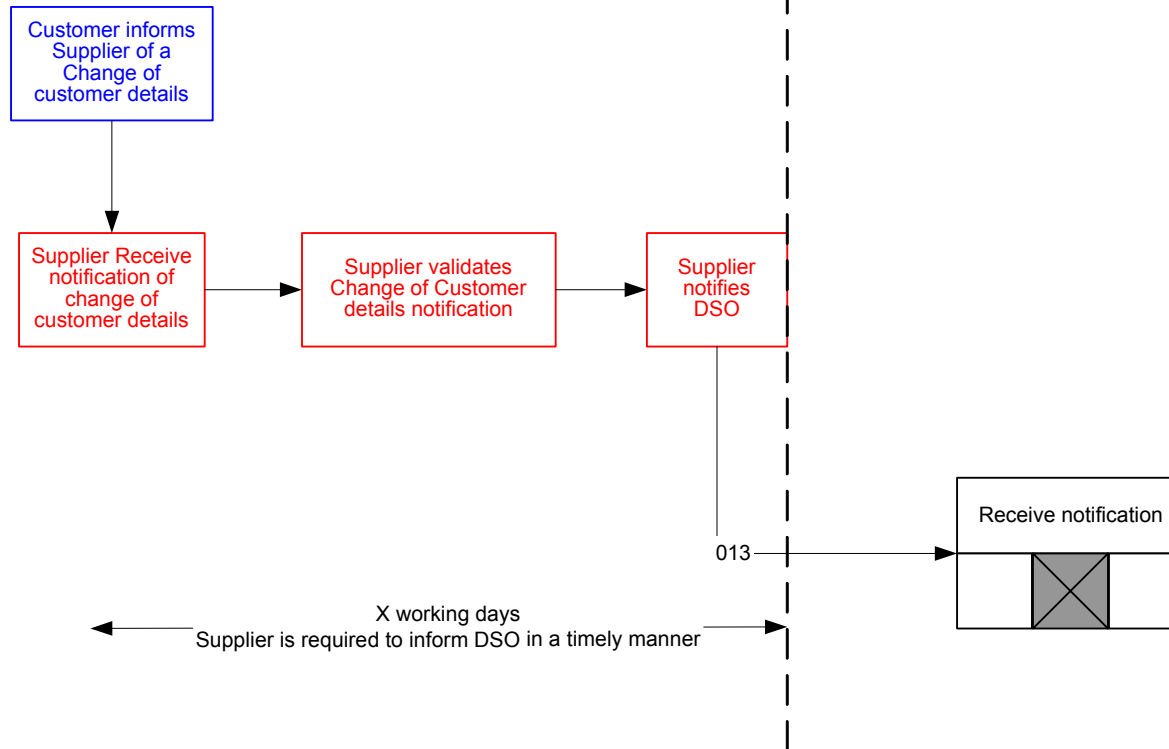 Customer informs
Supplier of a
Change of
customer details
Supplier Receive
notification of
change of
customer details
Supplier validates
Change of Customer
details notification
Supplier
notifies
DSO
Receive notification
013
X working days
Supplier is required to inform DSO in a timely manner